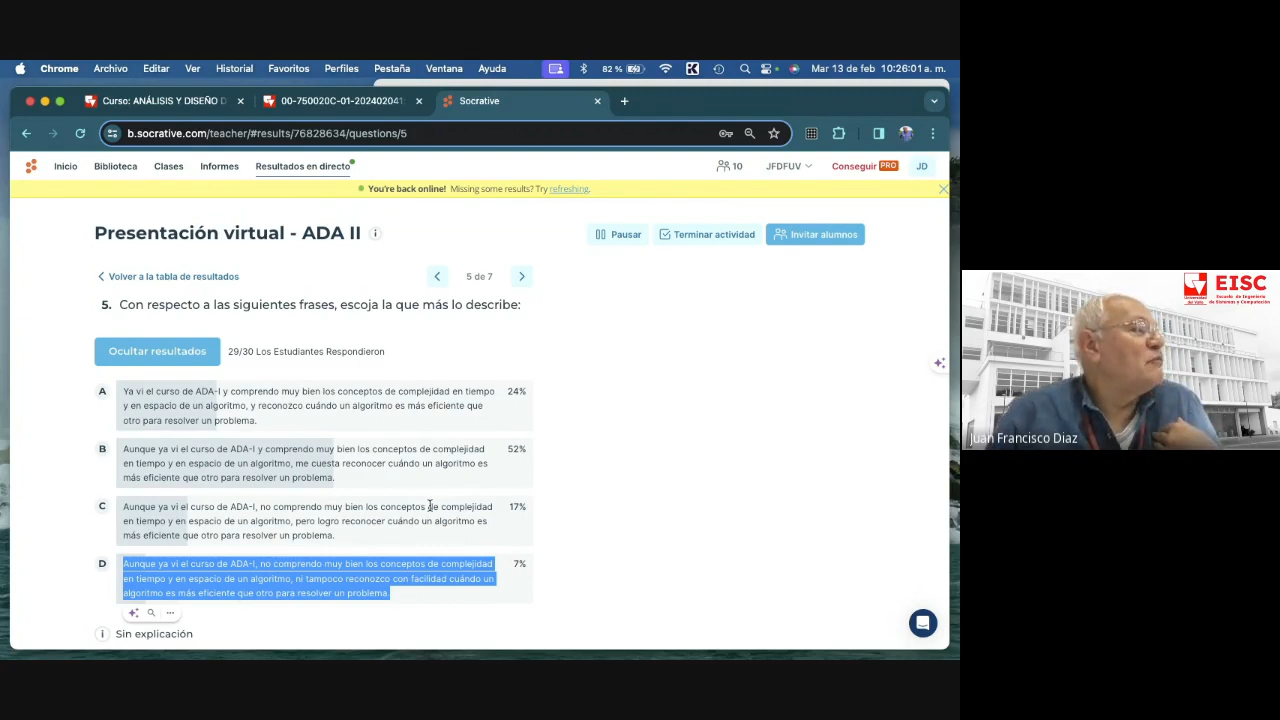 Chrome Archivo Editar Ver Historial Favoritos Perfiles Pestaña Ventana Ayuda 82 % Mar 13 de feb 10:26:01 a. m.
Curso: ANÁLISIS Y DISEÑO D
00-750020C-01-202402041
Socrative
b.socrative.com/teacher/#results/76828634/questions/5
Inicio Biblioteca Clases Informes Resultados en directo 10 JFDFUV Conseguir PRO JD
You're back online! Missing some results? Try refreshing.
Presentación virtual - ADA II
Pausar Terminar actividad Invitar alumnos
Volver a la tabla de resultados 5 de 7
5. Con respecto a las siguientes frases, escoja la que más lo describe:
Ocultar resultados 29/30 Los Estudiantes Respondieron
A Ya vi el curso de ADA-I y comprendo muy bien los conceptos de complejidad en tiempo 24%
y en espacio de un algoritmo, y reconozco cuándo un algoritmo es más eficiente que
otro para resolver un problema.
B Aunque ya vi el curso de ADA-I y comprendo muy bien los conceptos de complejidad 52%
en tiempo y en espacio de un algoritmo, me cuesta reconocer cuándo un algoritmo es
más eficiente que otro para resolver un problema.
C Aunque ya vi el curso de ADA-I, no comprendo muy bien los conceptos de complejidad 17%
en tiempo y en espacio de un algoritmo, pero logro reconocer cuándo un algoritmo es
más eficiente que otro para resolver un problema.
D Aunque ya vi el curso de ADA-I, no comprendo muy bien los conceptos de complejidad 7%
en tiempo y en espacio de un algoritmo, ni tampoco reconozco con facilidad cuándo un
algoritmo es más eficiente que otro para resolver un problema.
Sin explicación
EISC
Universidad del Valle
Escuela de Ingeniería
de Sistemas y Computación
Juan Francisco Diaz